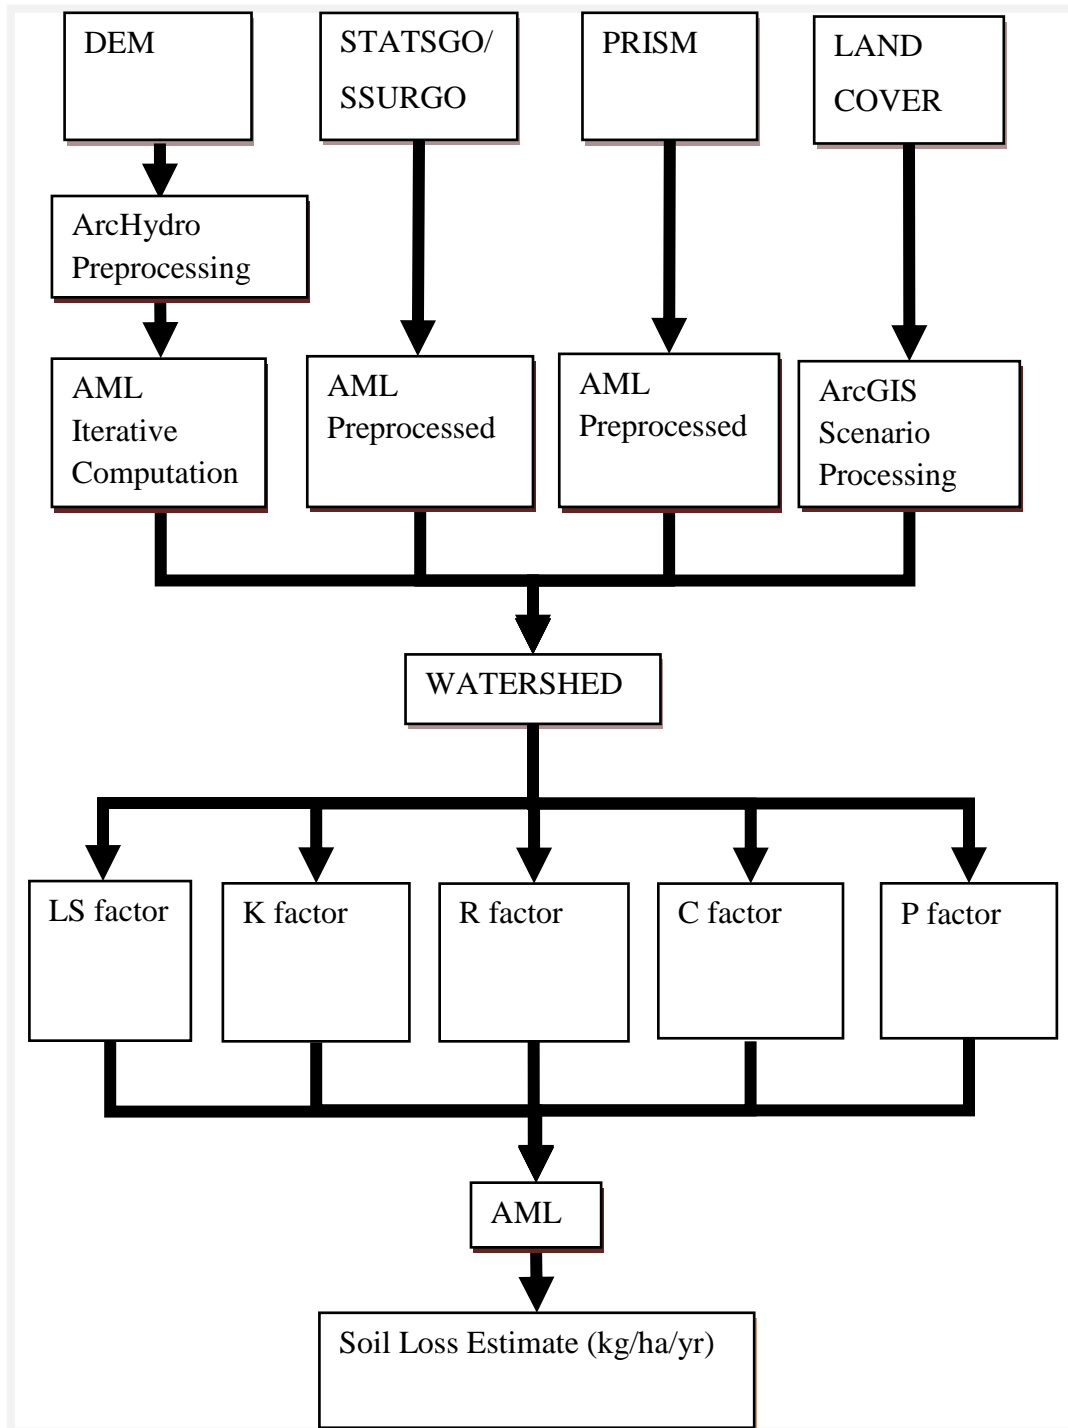 DEM
STATSGO/
SSURGO
PRISM
LAND
COVER
ArcHydro
Preprocessing
AML
Iterative
Computation
AML
Preprocessed
AML
Preprocessed
ArcGIS
Scenario
Processing
WATERSHED
LS factor
K factor
R factor
C factor
P factor
AML
Soil Loss Estimate (kg/ha/yr)